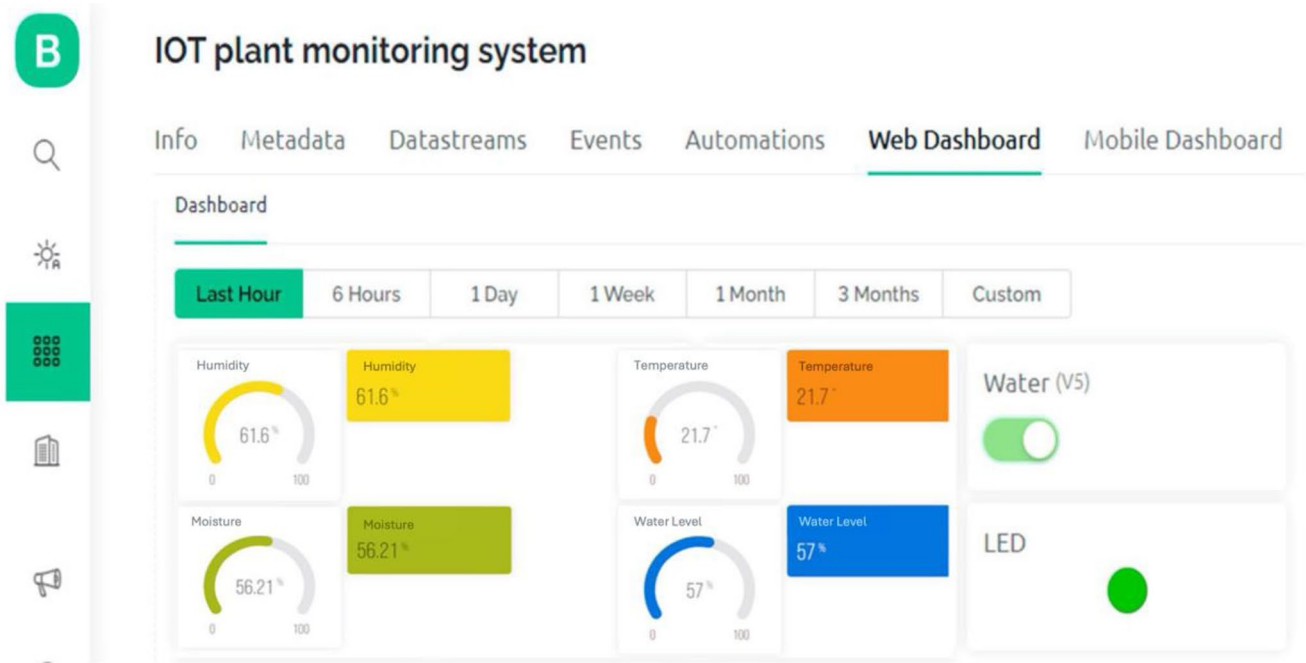 B
IOT plant monitoring system
Info Metadata Datastreams Events Automations Web Dashboard Mobile Dashboard
Dashboard
Last Hour 6 Hours 1 Day 1 Week 1 Month 3 Months Custom
Humidity
61.6 %
0 100
Humidity
61.6 %
Temperature
21.7 °
0 100
Temperature
21.7 °
Water (V5)
Moisture
56.21 %
0 100
Moisture
56.21 %
Water Level
57 %
0 100
Water Level
57 %
LED